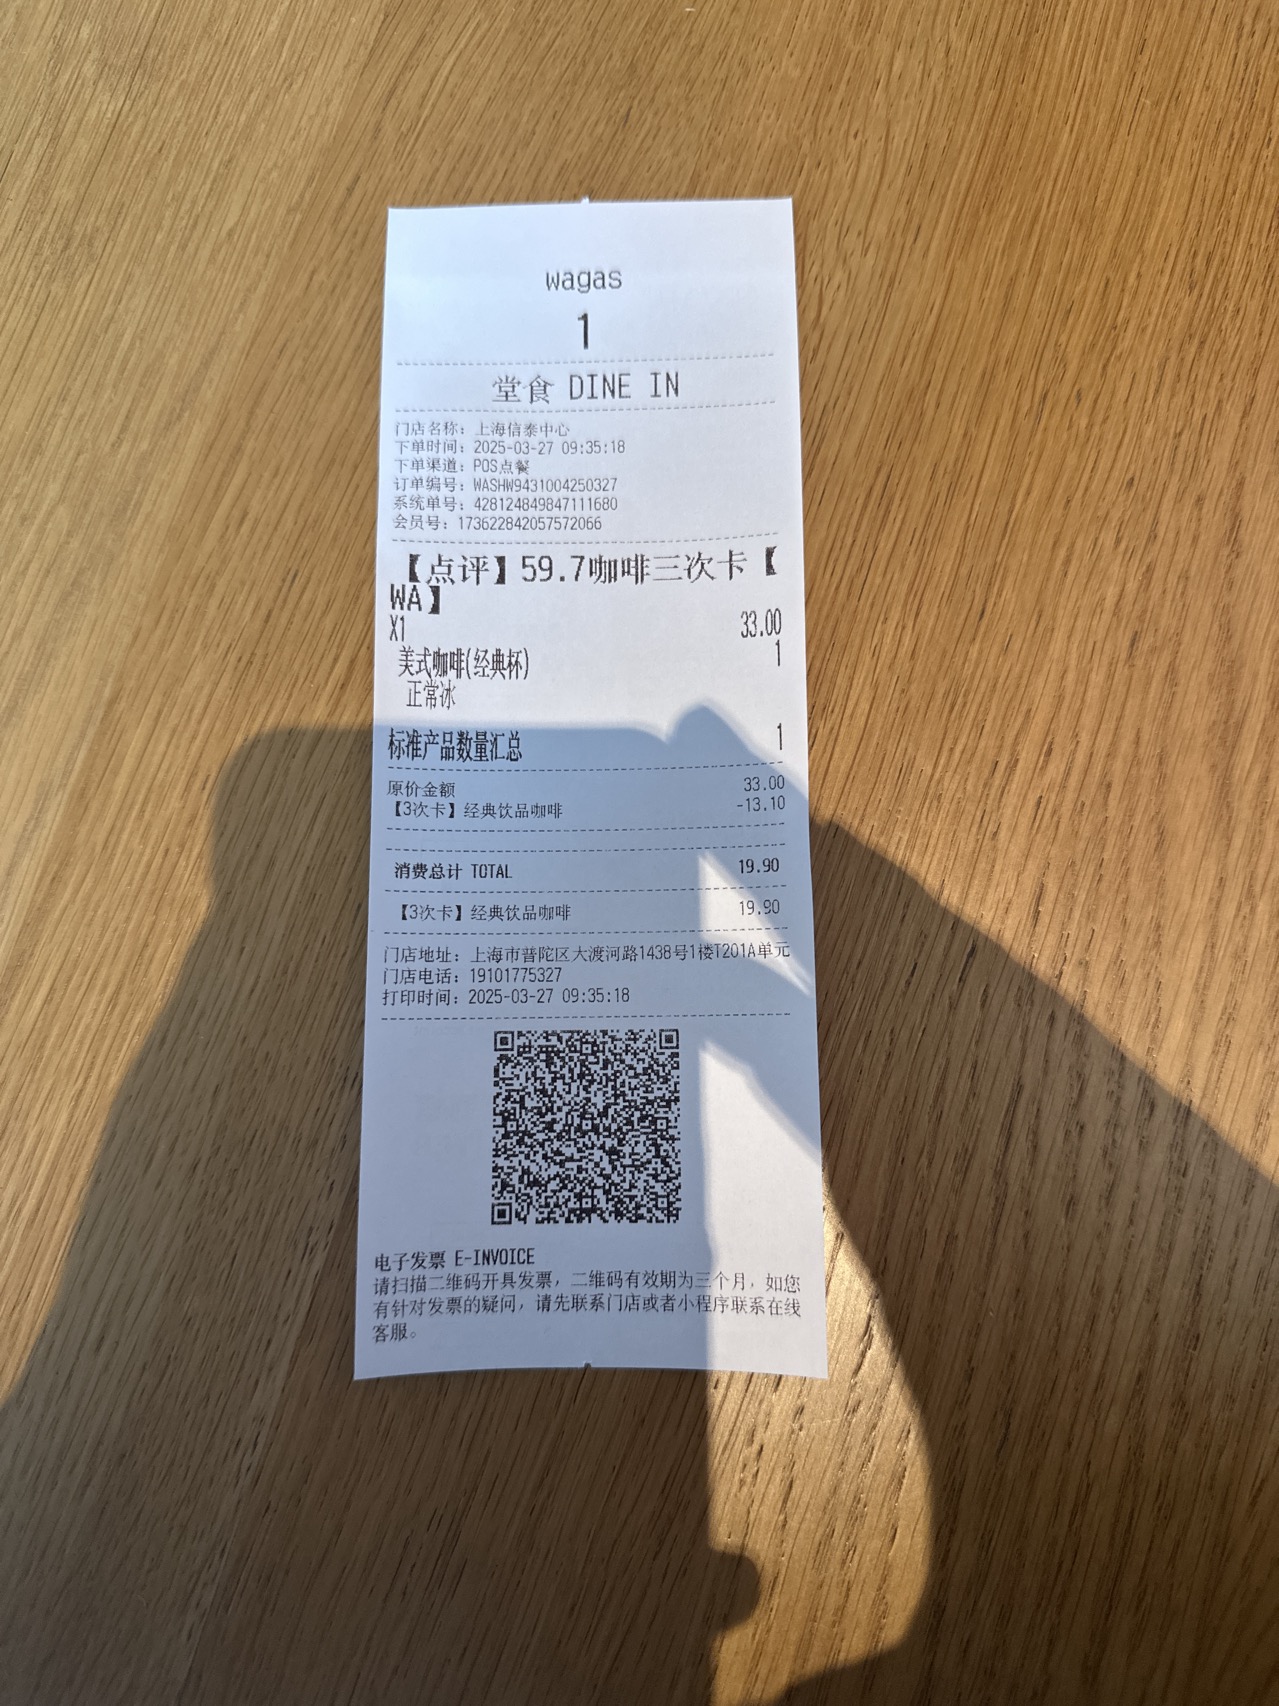 wagas
1
堂食 DINE IN
门店名称: 上海信泰中心
下单时间: 2025-03-27 09:35:18
下单渠道: POS点餐
订单编号: WASHW9431004250327
系统单号: 428124849847111680
会员号: 173622842057572066
【点评】59.7咖啡三次卡【
WA】
X1 33.00
美式咖啡(经典杯) 1
正常冰
标准产品数量汇总 1
原价金额 33.00
【3次卡】经典饮品咖啡 -13.10
消费总计 TOTAL 19.90
【3次卡】经典饮品咖啡 19.90
门店地址: 上海市普陀区大渡河路1438号1楼T201A单元
门店电话: 19101775327
打印时间: 2025-03-27 09:35:18
电子发票 E-INVOICE
请扫描二维码开具发票，二维码有效期为三个月，如您
有针对发票的疑问，请先联系门店或者小程序联系在线
客服。